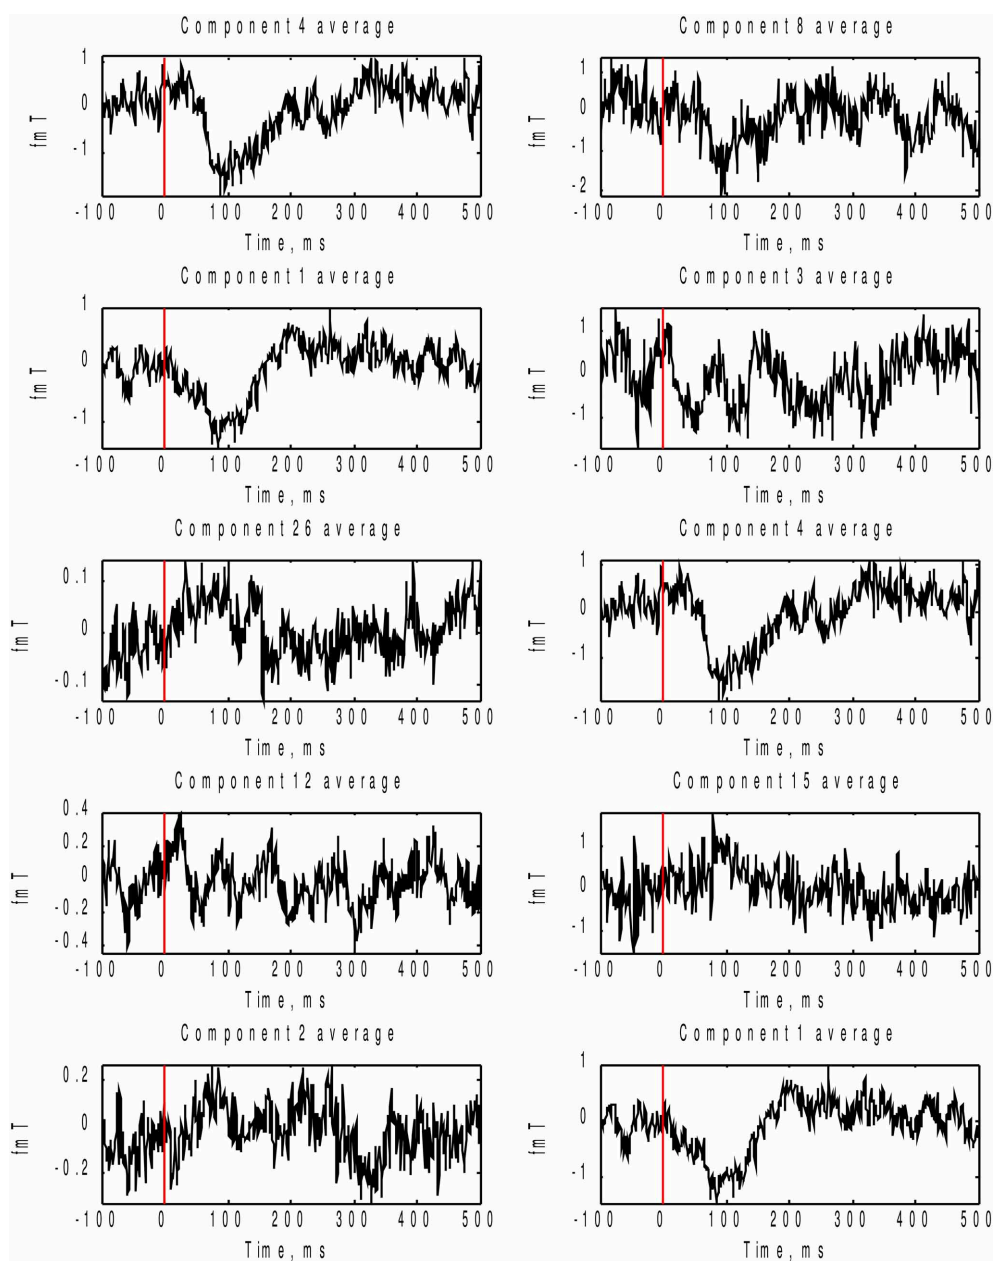 Component 4 average
1
0
-1
fmT
-100 0 100 200 300 400 500
Time, ms
Component 8 average
1
0
-1
-2
fmT
-100 0 100 200 300 400 500
Time, ms
Component 1 average
1
0
-1
fmT
-100 0 100 200 300 400 500
Time, ms
Component 3 average
1
0
-1
fmT
-100 0 100 200 300 400 500
Time, ms
Component 26 average
0.1
0
-0.1
fmT
-100 0 100 200 300 400 500
Time, ms
Component 4 average
1
0
-1
fmT
-100 0 100 200 300 400 500
Time, ms
Component 12 average
0.4
0.2
0
-0.2
-0.4
fmT
-100 0 100 200 300 400 500
Time, ms
Component 15 average
1
0
-1
fmT
-100 0 100 200 300 400 500
Time, ms
Component 2 average
0.2
0
-0.2
fmT
-100 0 100 200 300 400 500
Time, ms
Component 1 average
1
0
-1
fmT
-100 0 100 200 300 400 500
Time, ms